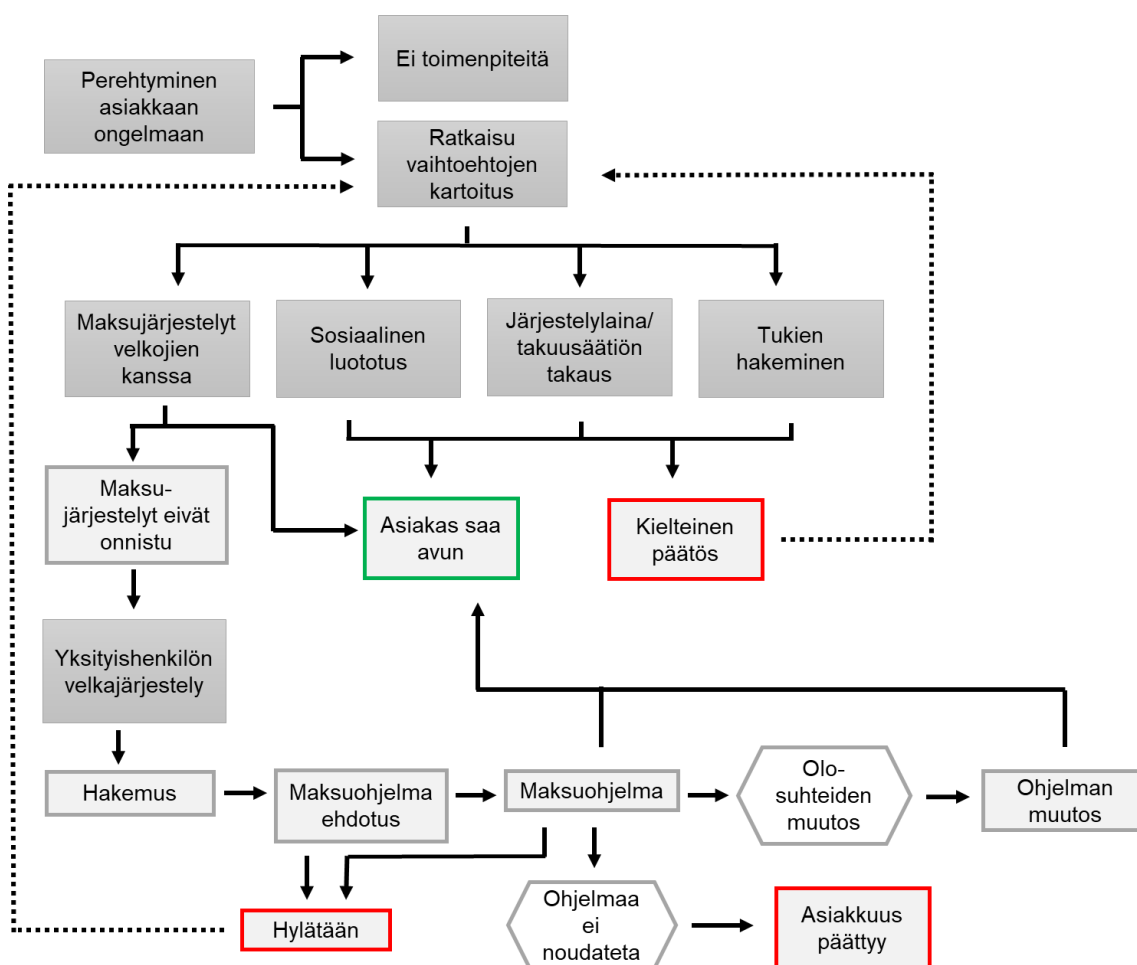 Perehtyminen
asiakkaan
ongelmaan
Ei toimenpiteitä
Ratkaisu
vaihtoehtojen
kartoitus
Maksujärjestelyt
velkojien
kanssa
Sosiaalinen
luototus
Järjestelylaina/
takuusäätiön
takaus
Tukien
hakeminen
Maksu-
järjestelyt eivät
onnistu
Asiakas saa
avun
Kielteinen
päätös
Yksityishenkilön
velkajärjestely
Hakemus
Maksuohjelma
ehdotus
Maksuohjelma
Olo-
suhteiden
muutos
Ohjelman
muutos
Hylätään
Ohjelmaa
ei
noudateta
Asiakkuus
päättyy